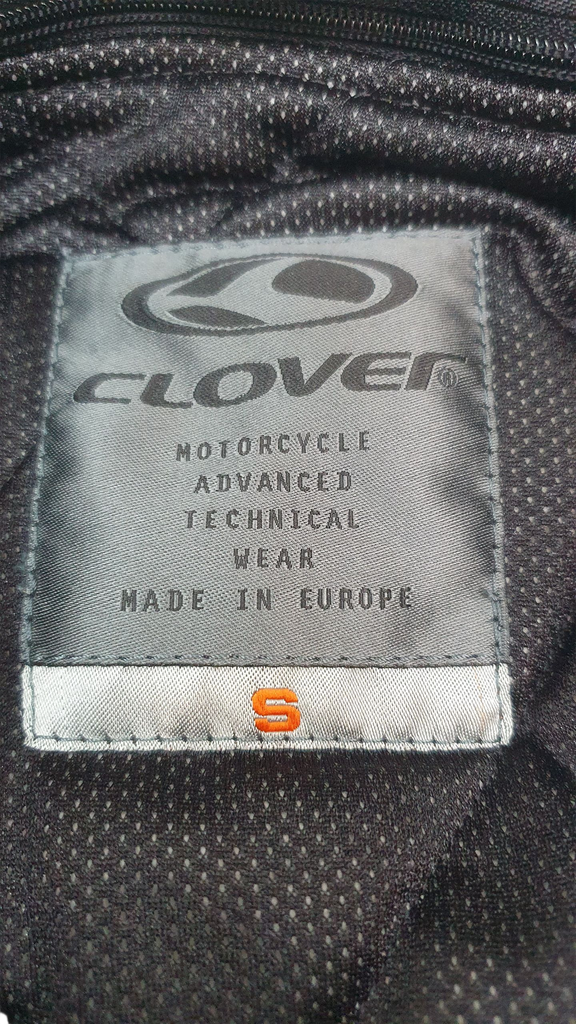 CLOVER®
MOTORCYCLE
ADVANCED
TECHNICAL
WEAR
MADE IN EUROPE
S